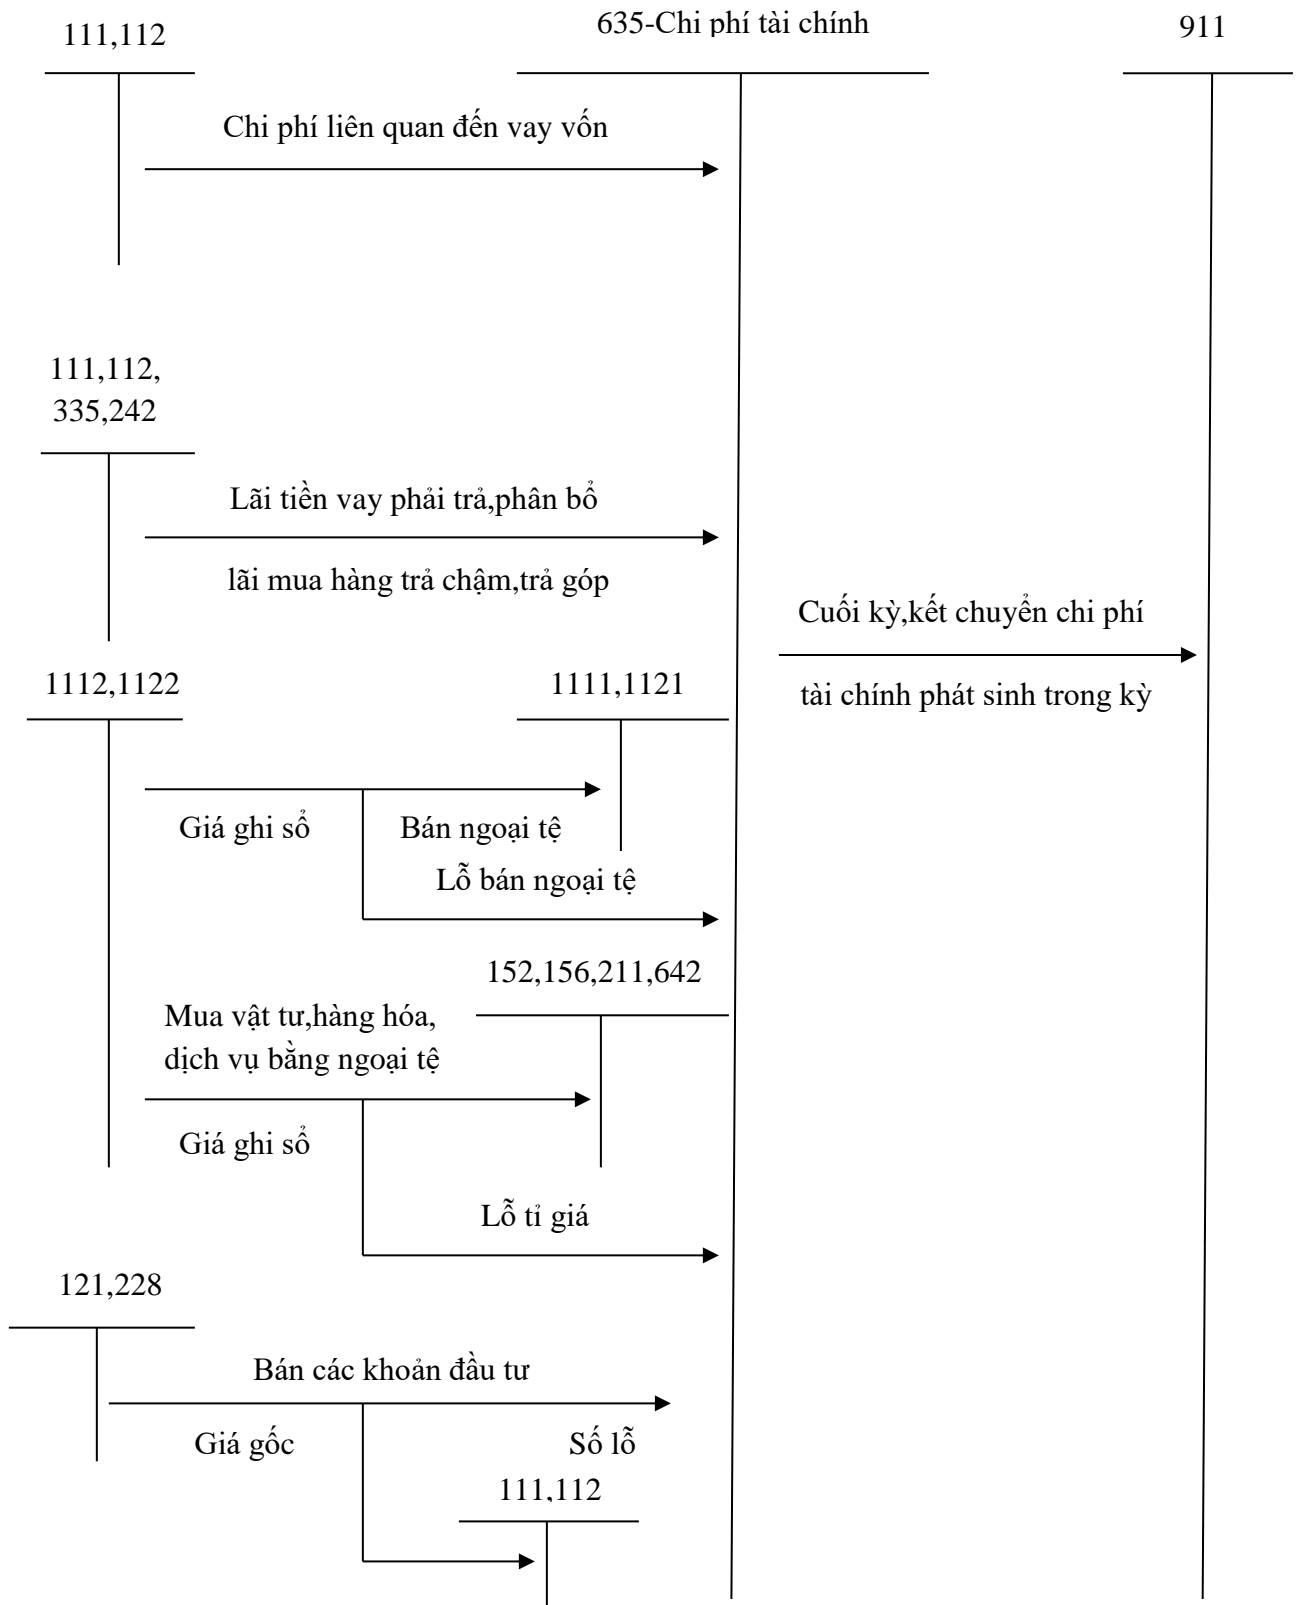 111,112
635-Chi phí tài chính
911
Chi phí liên quan đến vay vốn
111,112,
335,242
Lãi tiền vay phải trả,phân bổ
lãi mua hàng trả chậm,trả góp
Cuối kỳ,kết chuyển chi phí
tài chính phát sinh trong kỳ
1112,1122
1111,1121
Giá ghi sổ
Bán ngoại tệ
Lỗ bán ngoại tệ
152,156,211,642
Mua vật tư,hàng hóa,
dịch vụ bằng ngoại tệ
Giá ghi sổ
Lỗ tỉ giá
121,228
Bán các khoản đầu tư
Giá gốc
Số lỗ
111,112